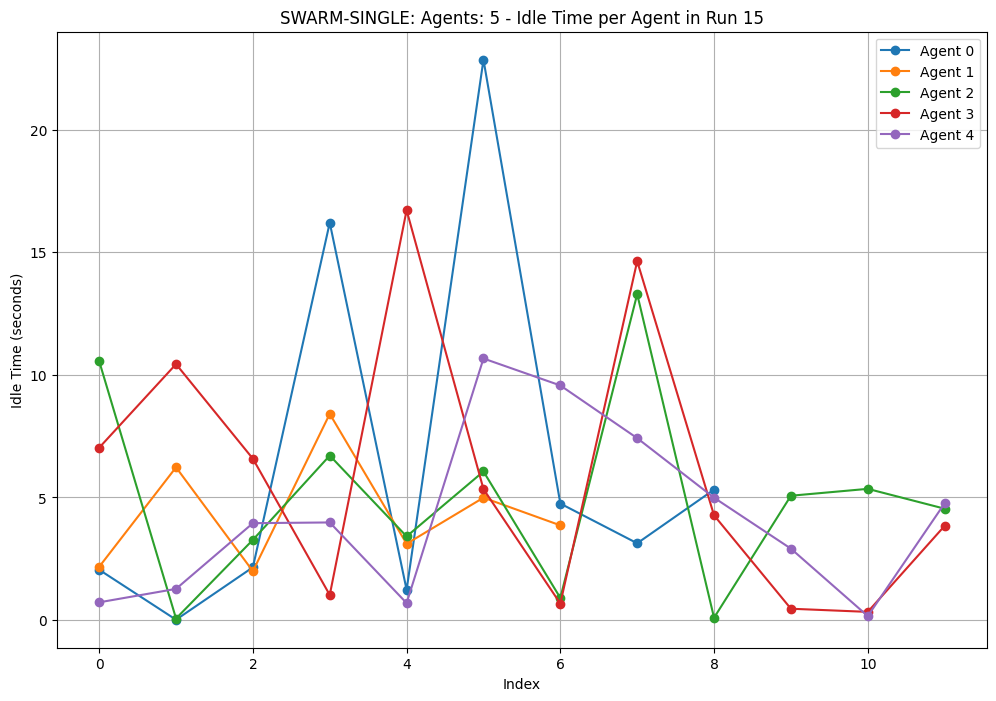 SWARM-SINGLE: Agents: 5 - Idle Time per Agent in Run 15
Agent 0
Agent 1
Agent 2
Agent 3
Agent 4
Idle Time (seconds)
20
15
10
5
0
0 2 4 6 8 10
Index